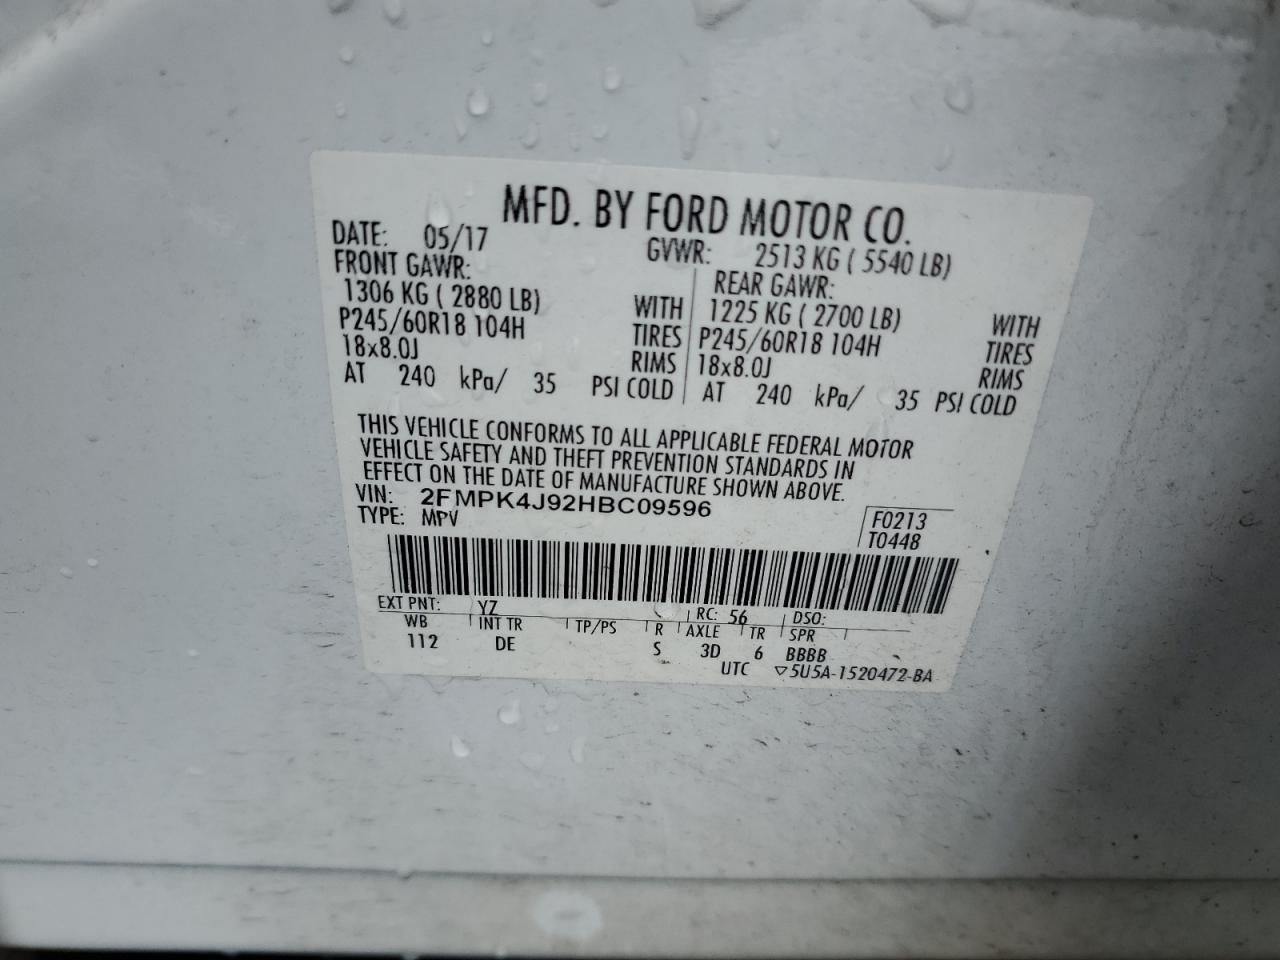 MFD. BY FORD MOTOR CO.
DATE: 05/17 GVWR: 2513 KG ( 5540 LB)
FRONT GAWR: REAR GAWR:
1306 KG ( 2880 LB) WITH 1225 KG ( 2700 LB) WITH
P245/60R18 104H TIRES P245/60R18 104H TIRES
18x8.0J RIMS 18x8.0J RIMS
AT 240 kPa/ 35 PSI COLD AT 240 kPa/ 35 PSI COLD
THIS VEHICLE CONFORMS TO ALL APPLICABLE FEDERAL MOTOR
VEHICLE SAFETY AND THEFT PREVENTION STANDARDS IN
EFFECT ON THE DATE OF MANUFACTURE SHOWN ABOVE.
VIN: 2FMPK4J92HBC09596
TYPE: MPV
F0213
T0448
EXT PNT: YZ RC: 56 DSO:
WB INT TR TP/PS R AXLE TR SPR
112 DE S 3D 6 BBBB
UTC ▽5U5A-1520472-BA